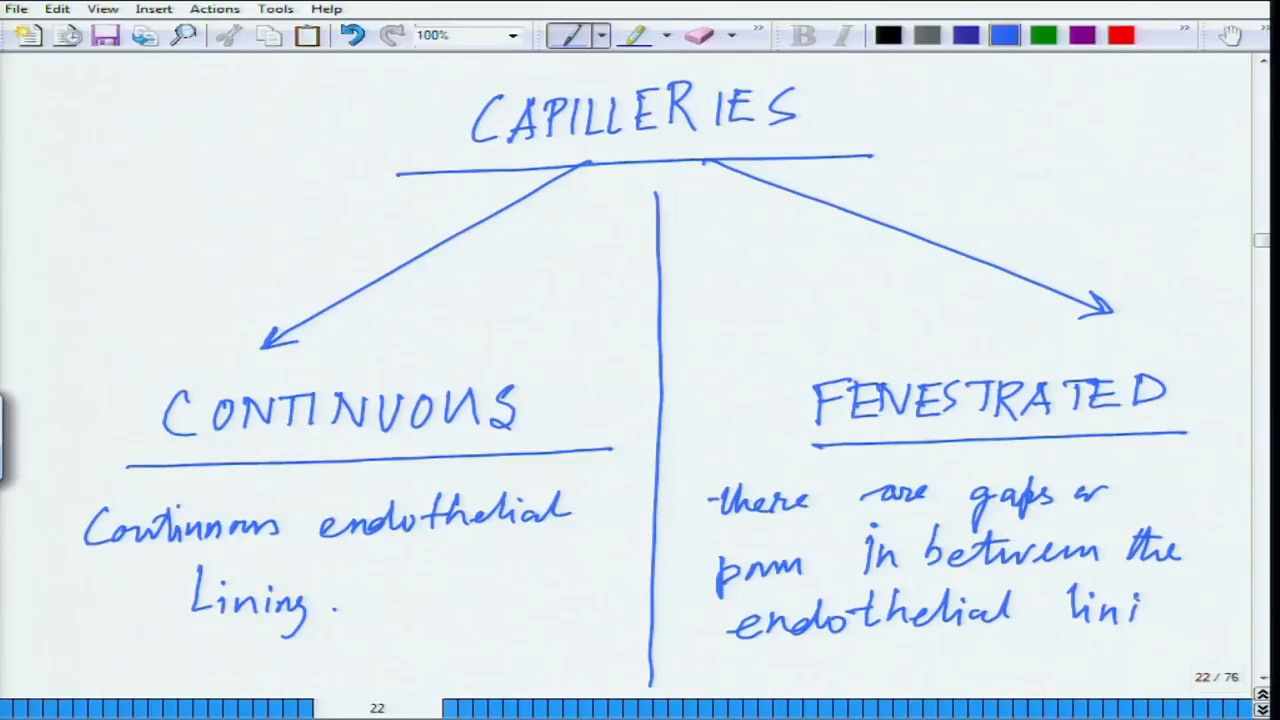 File Edit View Insert Actions Tools Help
100%
B I
CAPILLERIES
CONTINUOUS
FENESTRATED
Continuous endothelial
Lining.
there are gaps or
in between the
endothelial lini
22 / 76
22